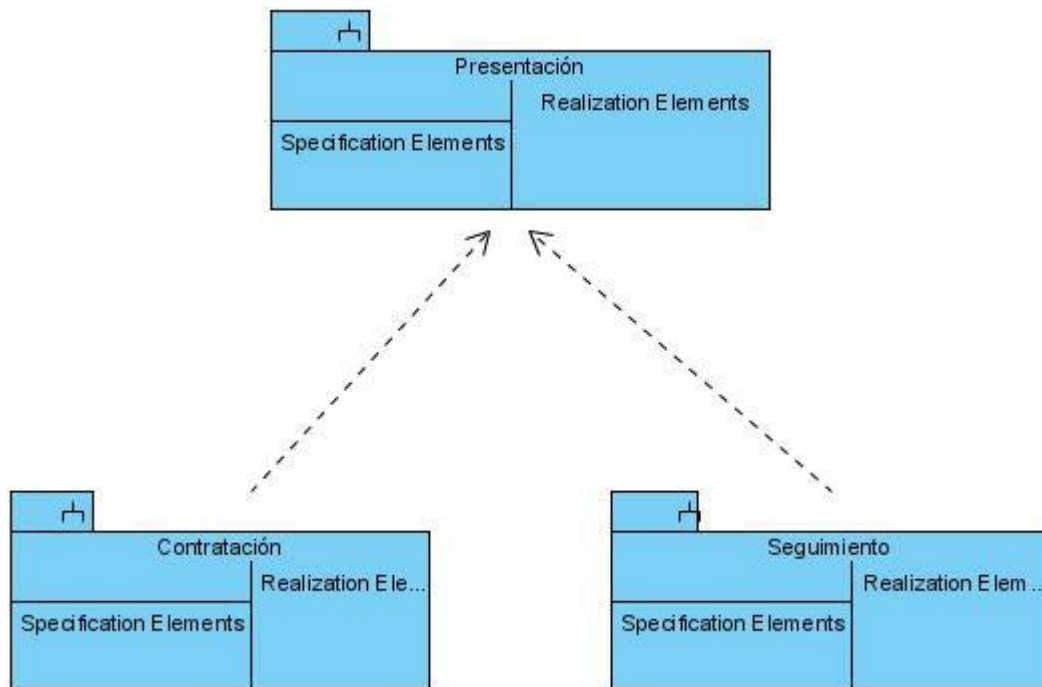 Presentación
Realization Elements
Specification Elements
Contratación
Realization Ele...
Specification Elements
Seguimiento
Realization Elem...
Specification Elements